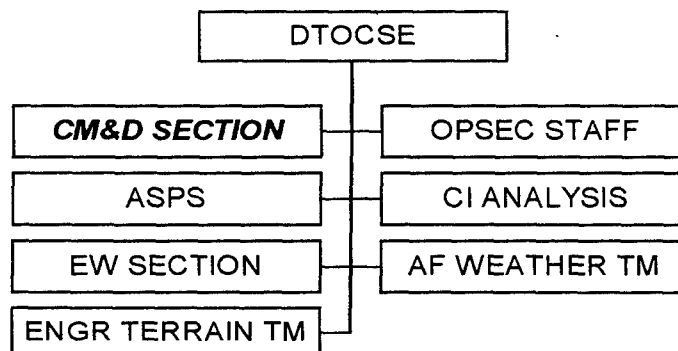 DTOCSE
CM&D SECTION
OPSEC STAFF
ASPS
CI ANALYSIS
EW SECTION
AF WEATHER TM
ENGR TERRAIN TM